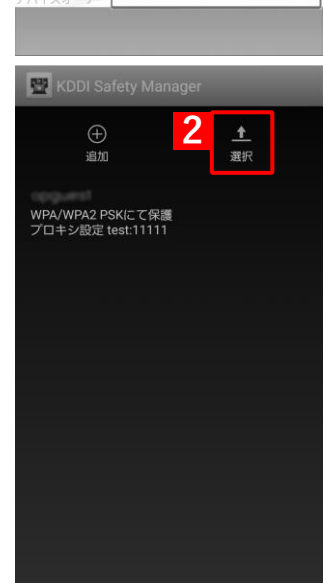 KDDI Safety Manager
2
追加
選択
WPA/WPA2 PSKにて保護
プロキシ設定 test:11111